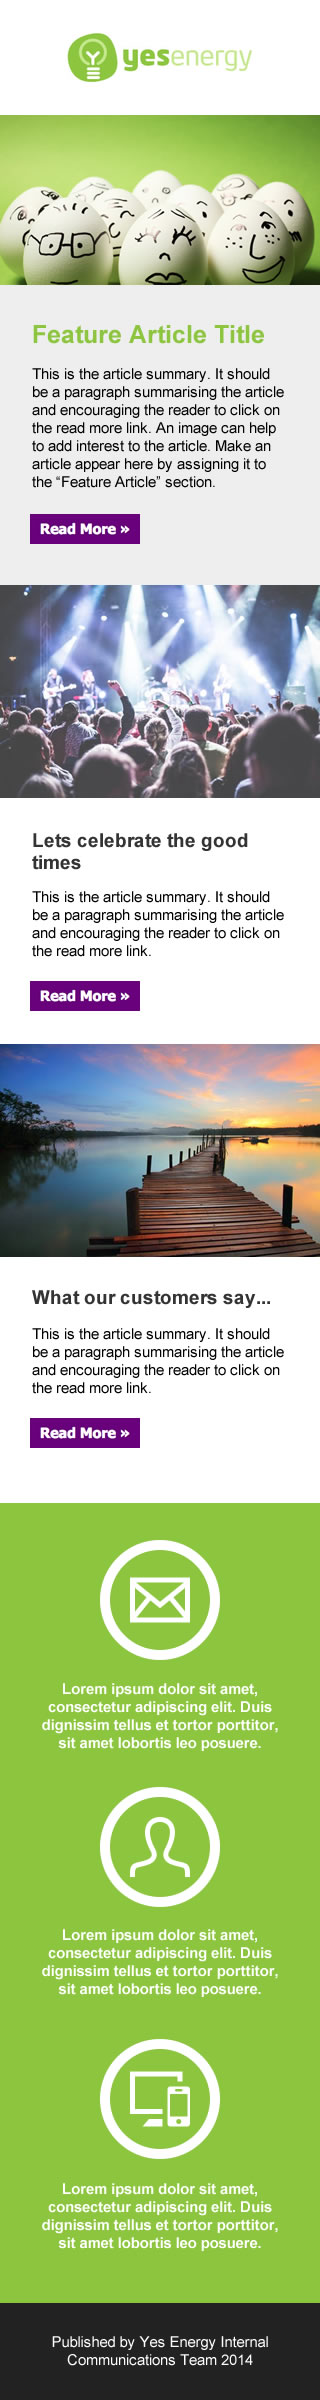 yesenergy
Feature Article Title
This is the article summary. It should
be a paragraph summarising the article
and encouraging the reader to click on
the read more link. An image can help
to add interest to the article. Make an
article appear here by assigning it to
the “Feature Article” section.
Read More »
Lets celebrate the good
times
This is the article summary. It should
be a paragraph summarising the article
and encouraging the reader to click on
the read more link.
Read More »
What our customers say...
This is the article summary. It should
be a paragraph summarising the article
and encouraging the reader to click on
the read more link.
Read More »
Lorem ipsum dolor sit amet,
consectetur adipiscing elit. Duis
dignissim tellus et tortor porttitor,
sit amet lobortis leo posuere.
Lorem ipsum dolor sit amet,
consectetur adipiscing elit. Duis
dignissim tellus et tortor porttitor,
sit amet lobortis leo posuere.
Lorem ipsum dolor sit amet,
consectetur adipiscing elit. Duis
dignissim tellus et tortor porttitor,
sit amet lobortis leo posuere.
Published by Yes Energy Internal
Communications Team 2014